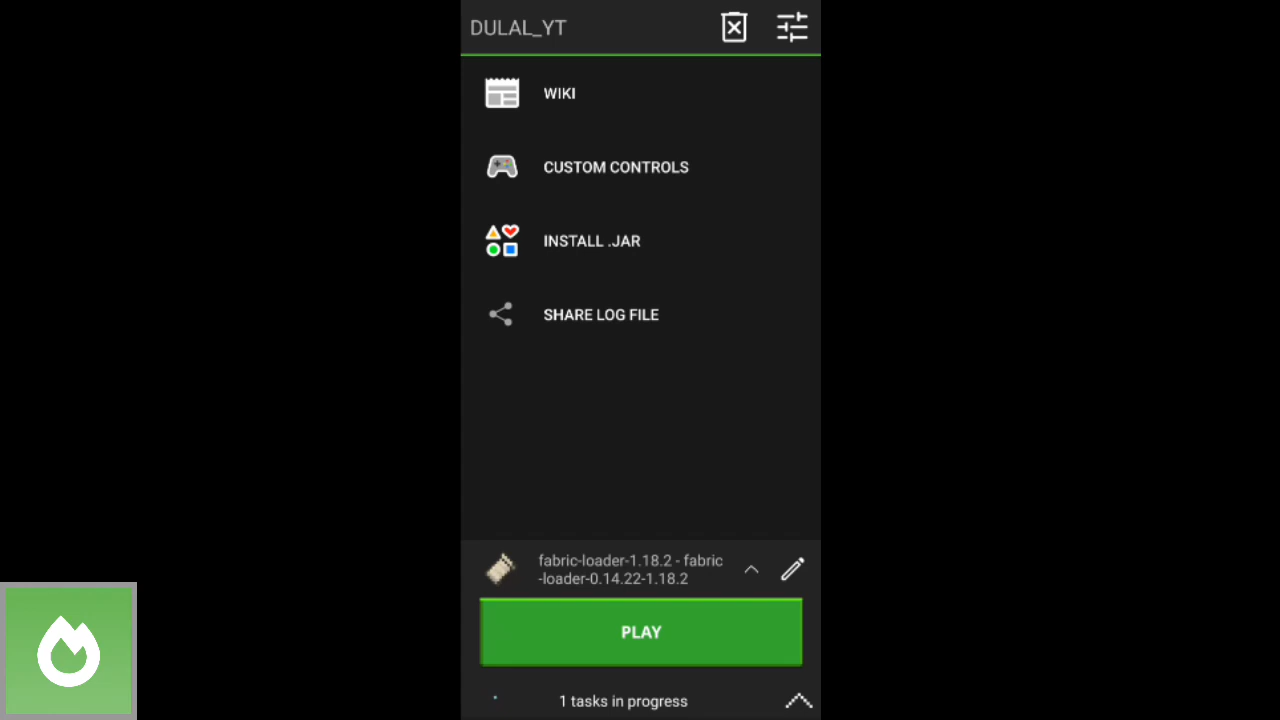 DULAL_YT
WIKI
CUSTOM CONTROLS
INSTALL .JAR
SHARE LOG FILE
fabric-loader-1.18.2 - fabric
-loader-0.14.22-1.18.2
PLAY
1 tasks in progress